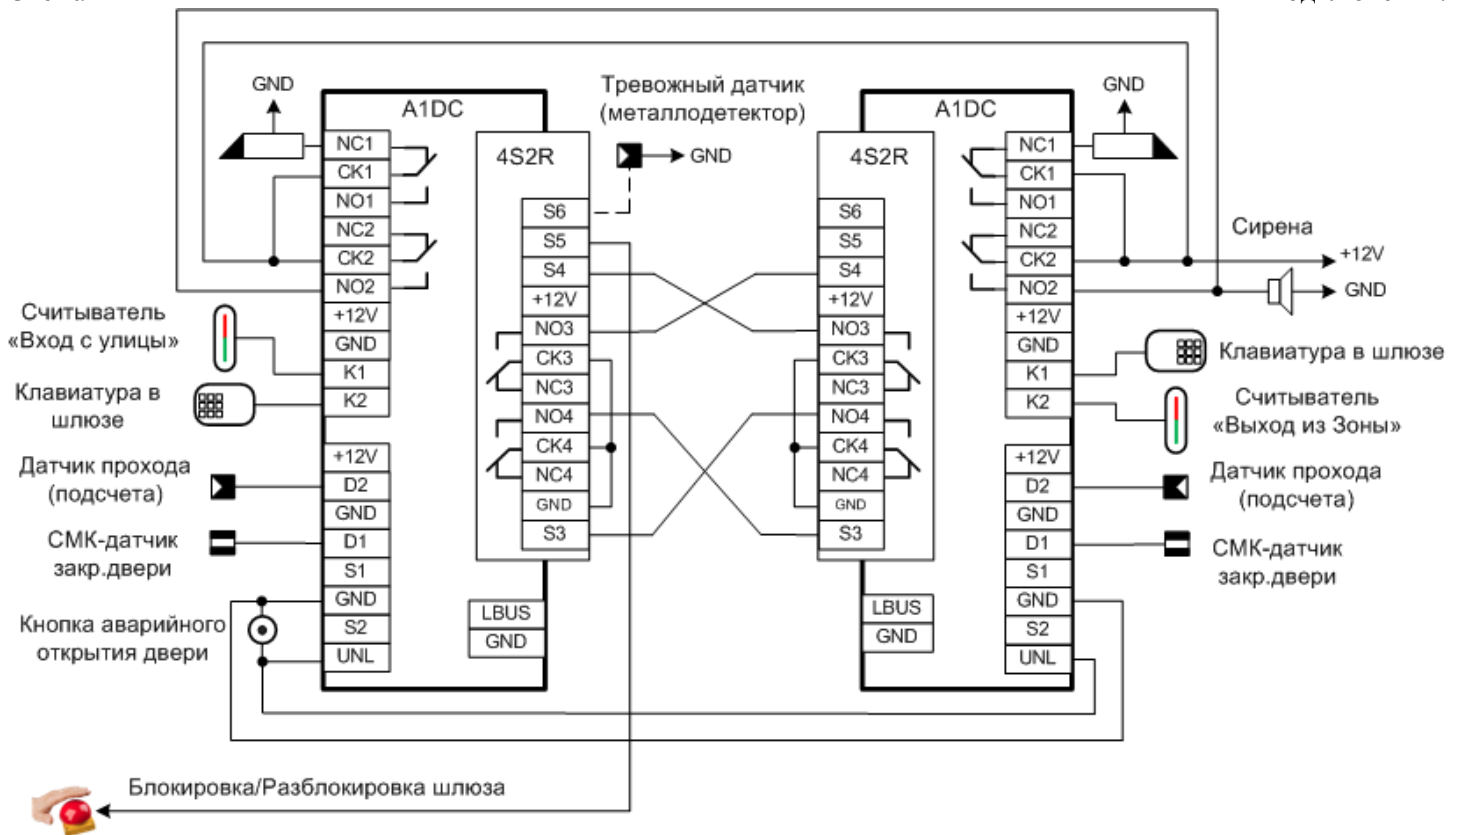 GND
A1DC
NC1
CK1
NO1
NC2
CK2
NO2
+12V
GND
K1
K2
+12V
D2
GND
D1
S1
GND
S2
UNL
4S2R
S6
S5
S4
+12V
NO3
CK3
NC3
NO4
CK4
NC4
GND
S3
LBUS
GND
Считыватель
«Вход с улицы»
Клавиатура в
шлюзе
Датчик прохода
(подсчета)
СМК-датчик
закр.двери
Кнопка аварийного
открытия двери
Тревожный датчик
(металлодетектор)
GND
A1DC
4S2R
S6
S5
S4
+12V
NO3
CK3
NC3
NO4
CK4
NC4
GND
S3
LBUS
GND
GND
NC1
CK1
NO1
NC2
CK2
NO2
+12V
GND
K1
K2
+12V
D2
GND
D1
S1
GND
S2
UNL
Сирена
+12V
GND
Клавиатура в шлюзе
Считыватель
«Выход из Зоны»
Датчик прохода
(подсчета)
СМК-датчик
закр.двери
Блокировка/Разблокировка шлюза